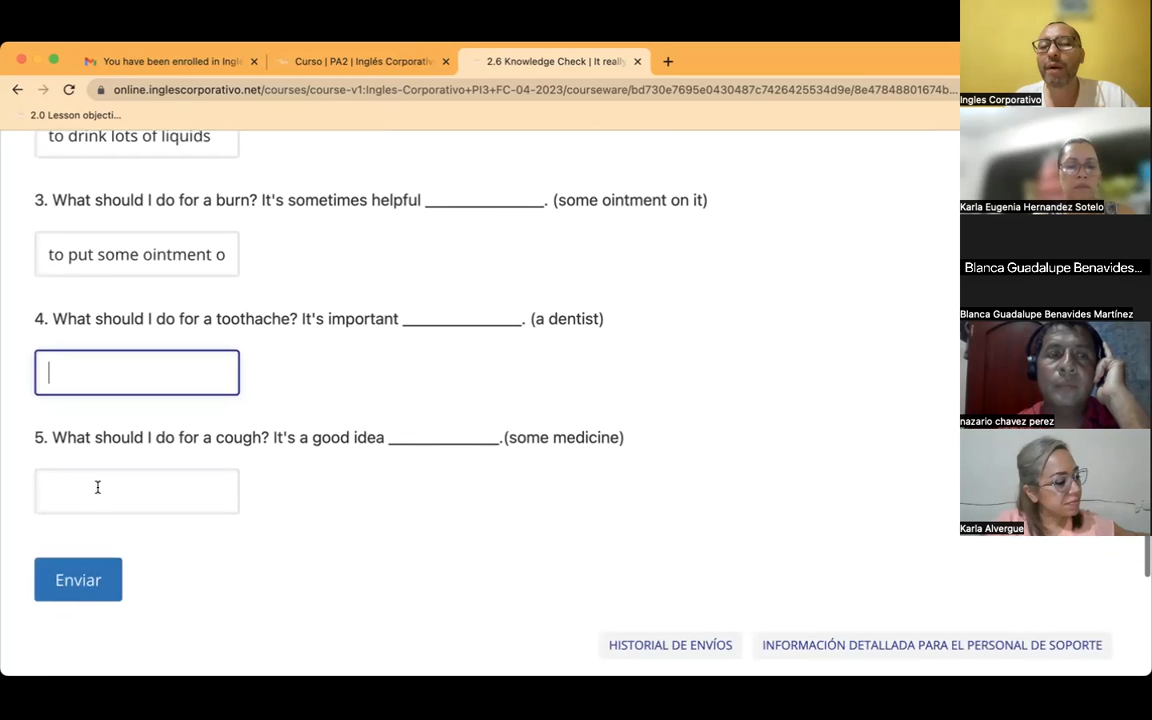 You have been enrolled in Ingl
Curso | PA2 | Inglés Corporativ
2.6 Knowledge Check | It reall
online.inglescorporativo.net/courses/course-v1:Ingles-Corporativo+PI3+FC-04-2023/courseware/bd730e7695e0430487c7426425534d9e/8e47848801674b...
2.0 Lesson objecti...
to drink lots of liquids
3. What should I do for a burn? It's sometimes helpful _____________. (some ointment on it)
to put some ointment o
4. What should I do for a toothache? It's important _____________. (a dentist)
5. What should I do for a cough? It's a good idea ____________.(some medicine)
Enviar
HISTORIAL DE ENVÍOS
INFORMACIÓN DETALLADA PARA EL PERSONAL DE SOPORTE
Ingles Corporativo
Karla Eugenia Hernandez Sotelo
Blanca Guadalupe Benavides...
Blanca Guadalupe Benavides Martínez
nazario chavez perez
Karla Alvergue